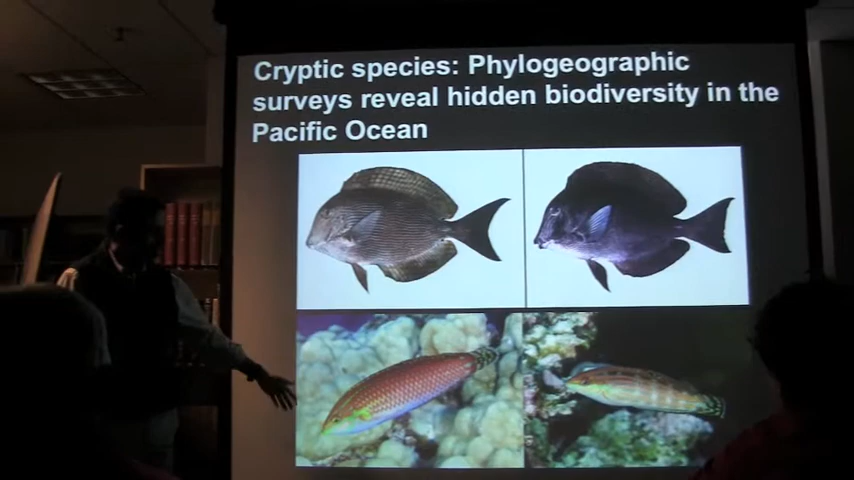 Cryptic species: Phylogeographic
surveys reveal hidden biodiversity in the
Pacific Ocean